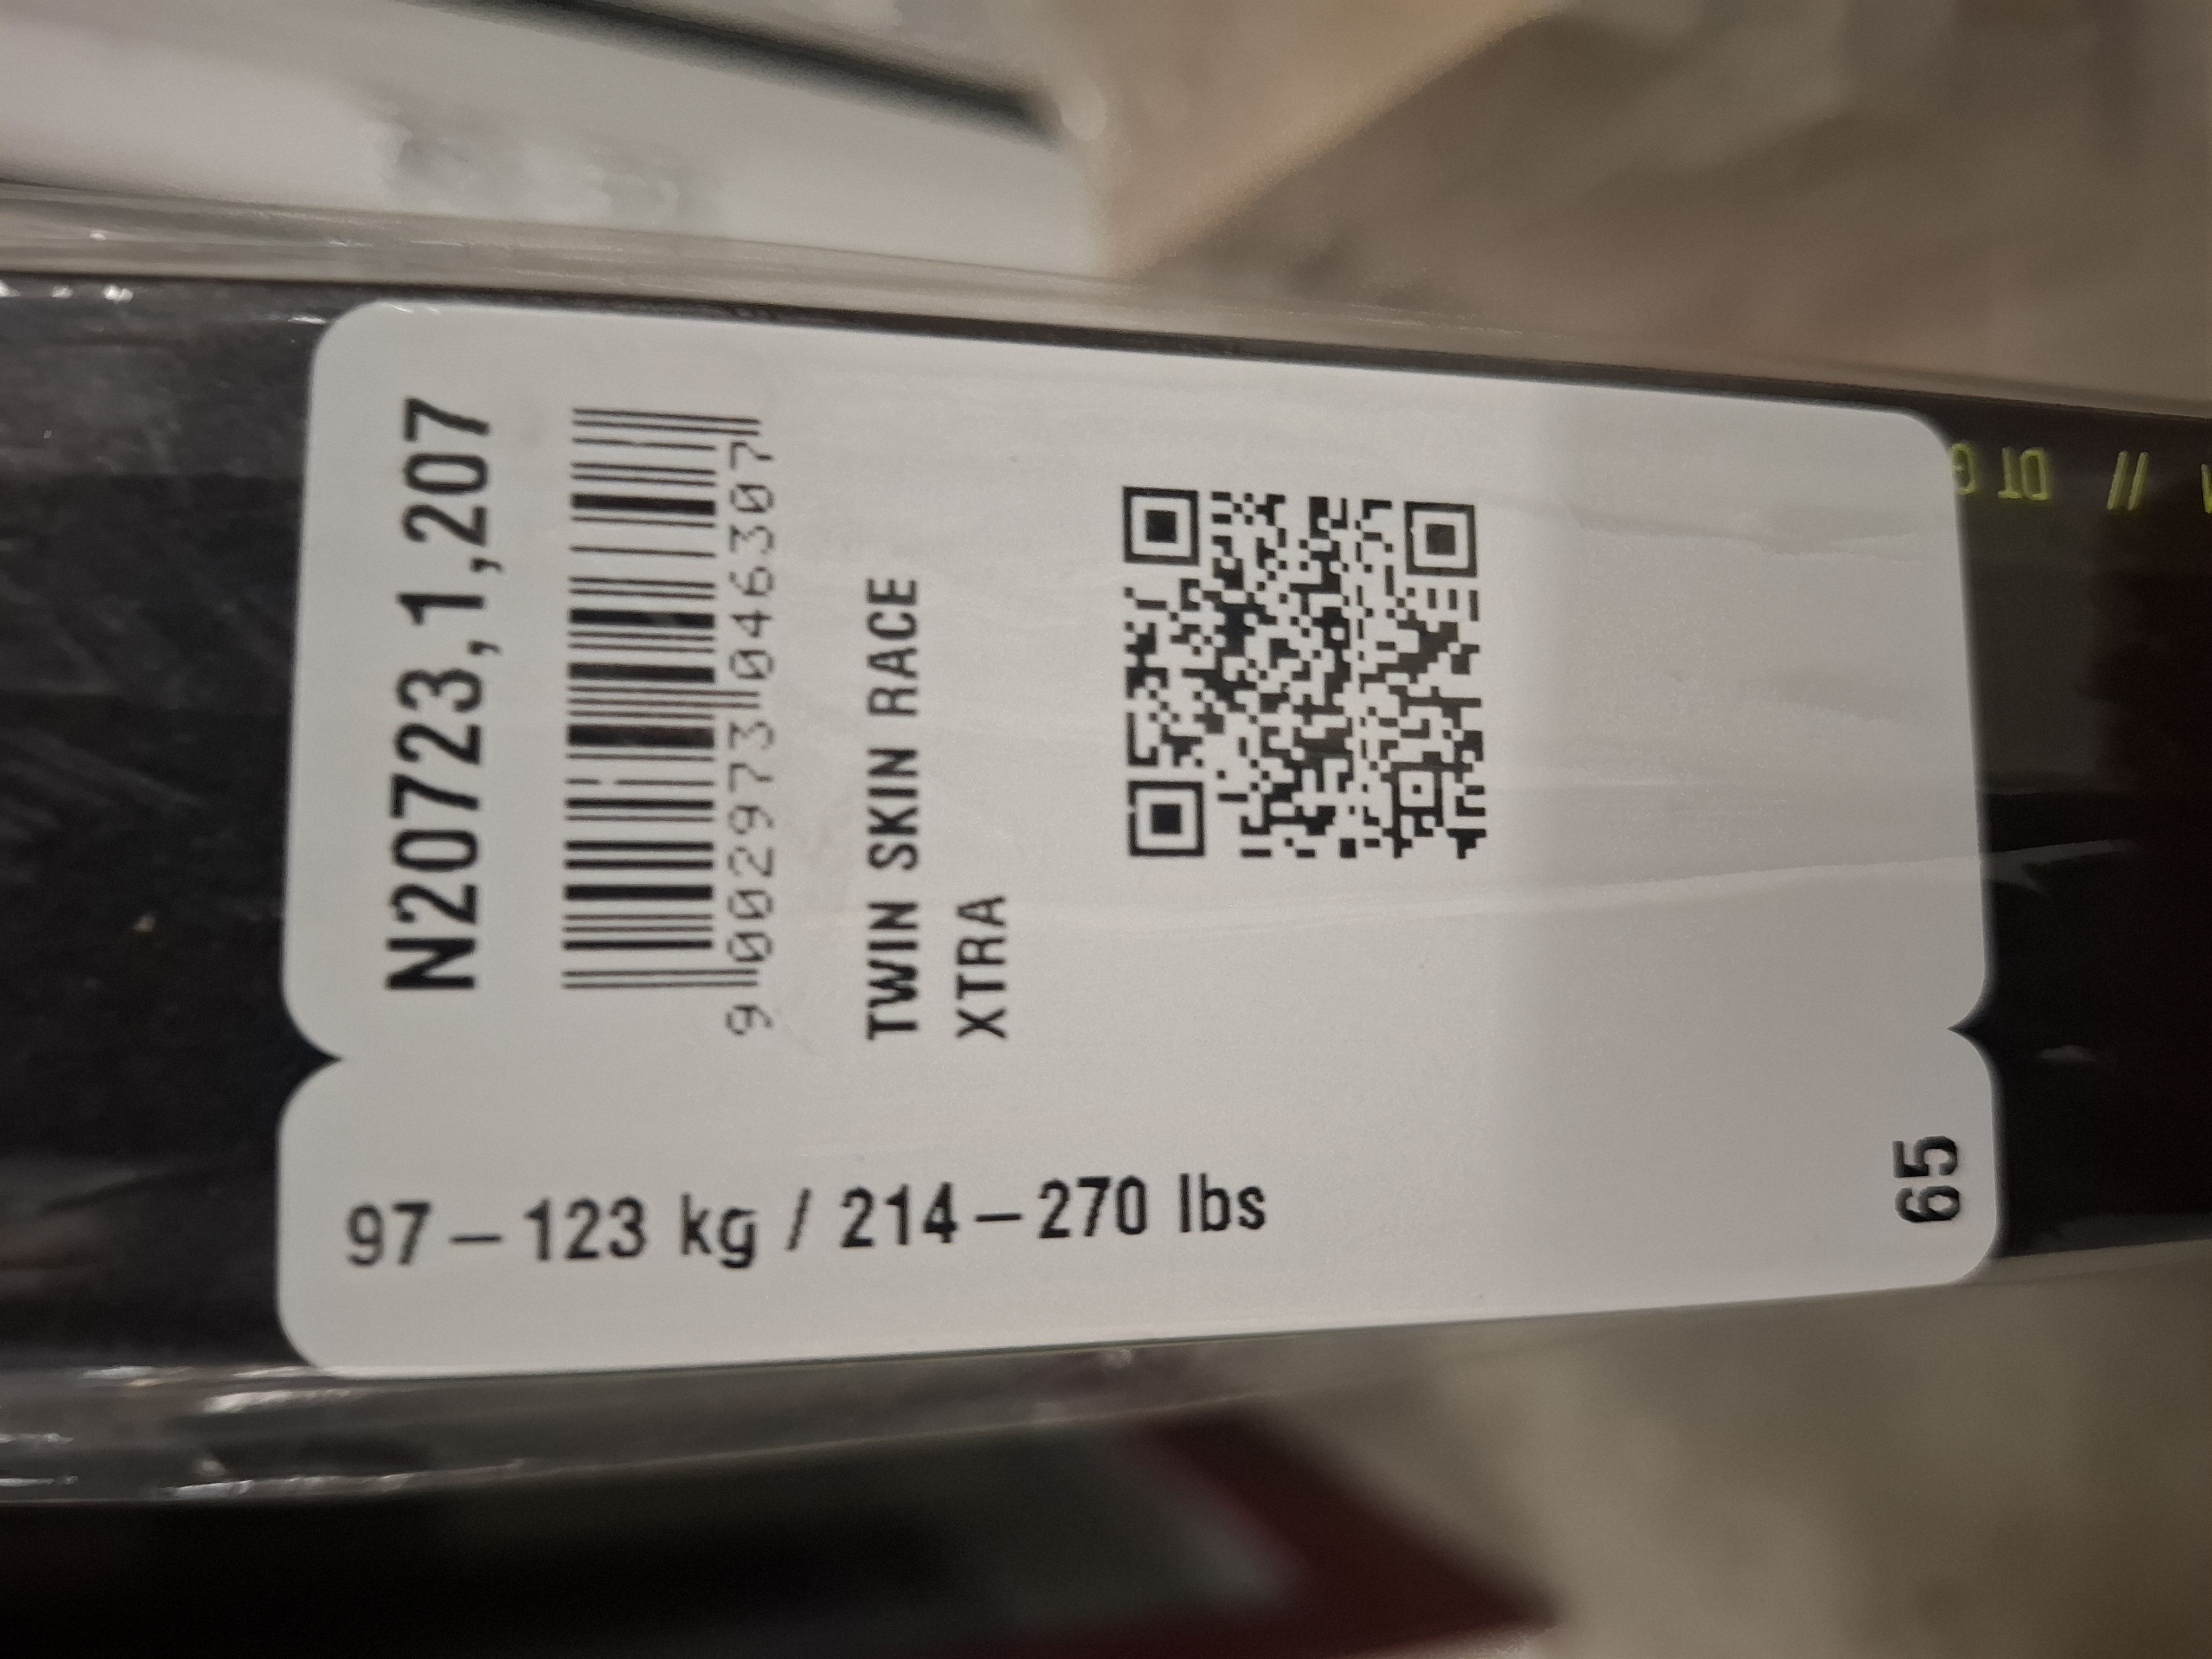 N20723,1,207
9 002973 046307
TWIN SKIN RACE
XTRA
97 – 123 kg / 214 – 270 lbs
65